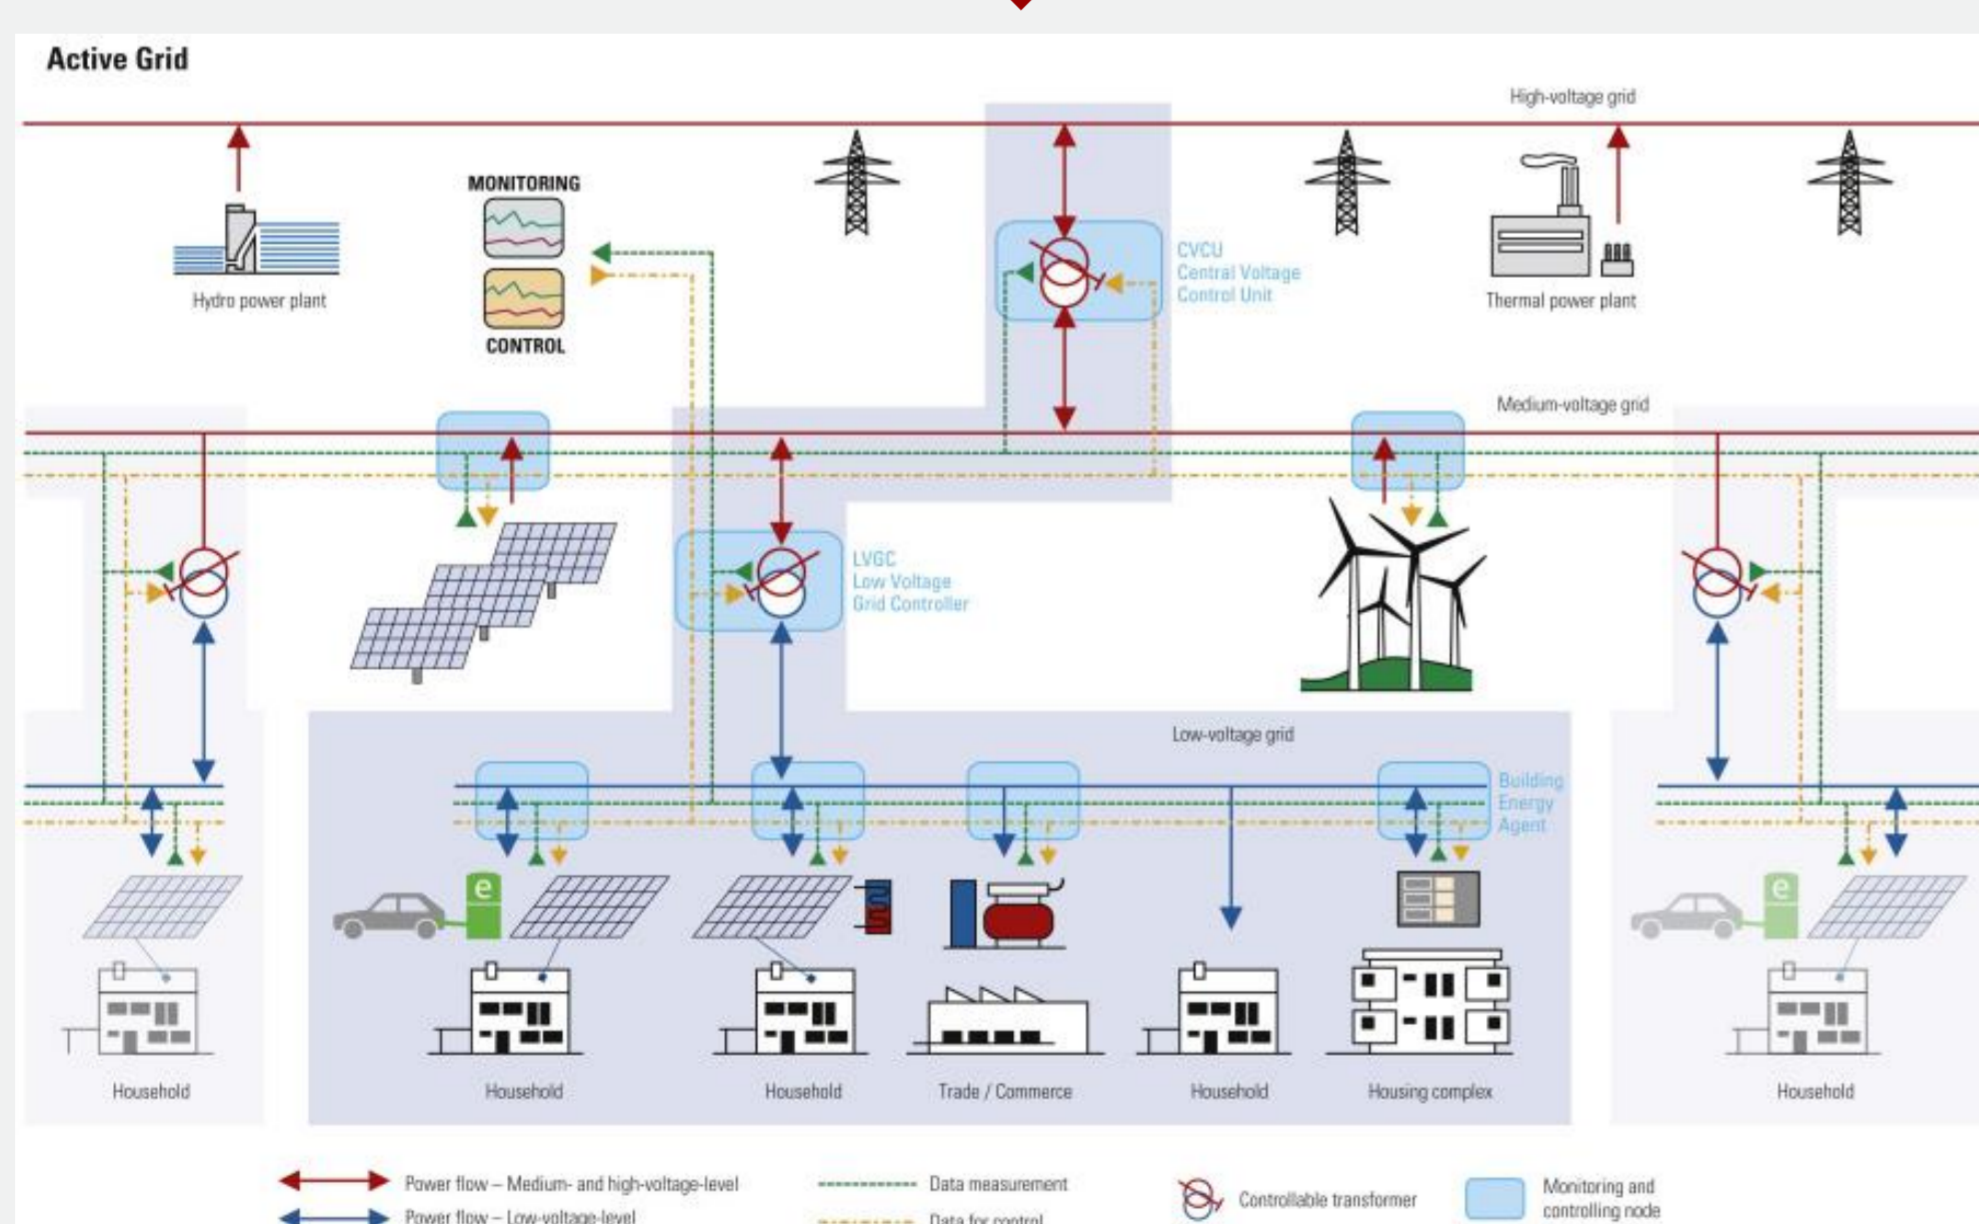 Active Grid
High-voltage grid
MONITORING
CONTROL
Hydro power plant
CVCU
Central Voltage
Control Unit
Thermal power plant
Medium-voltage grid
LVGC
Low Voltage
Grid Controller
Low-voltage grid
Building
Energy
Agent
e
e
Household
Household
Household
Trade / Commerce
Household
Housing complex
Household
Power flow – Medium- and high-voltage-level
Power flow – Low-voltage-level
Data measurement
Data for control
Controllable transformer
Monitoring and
controlling node